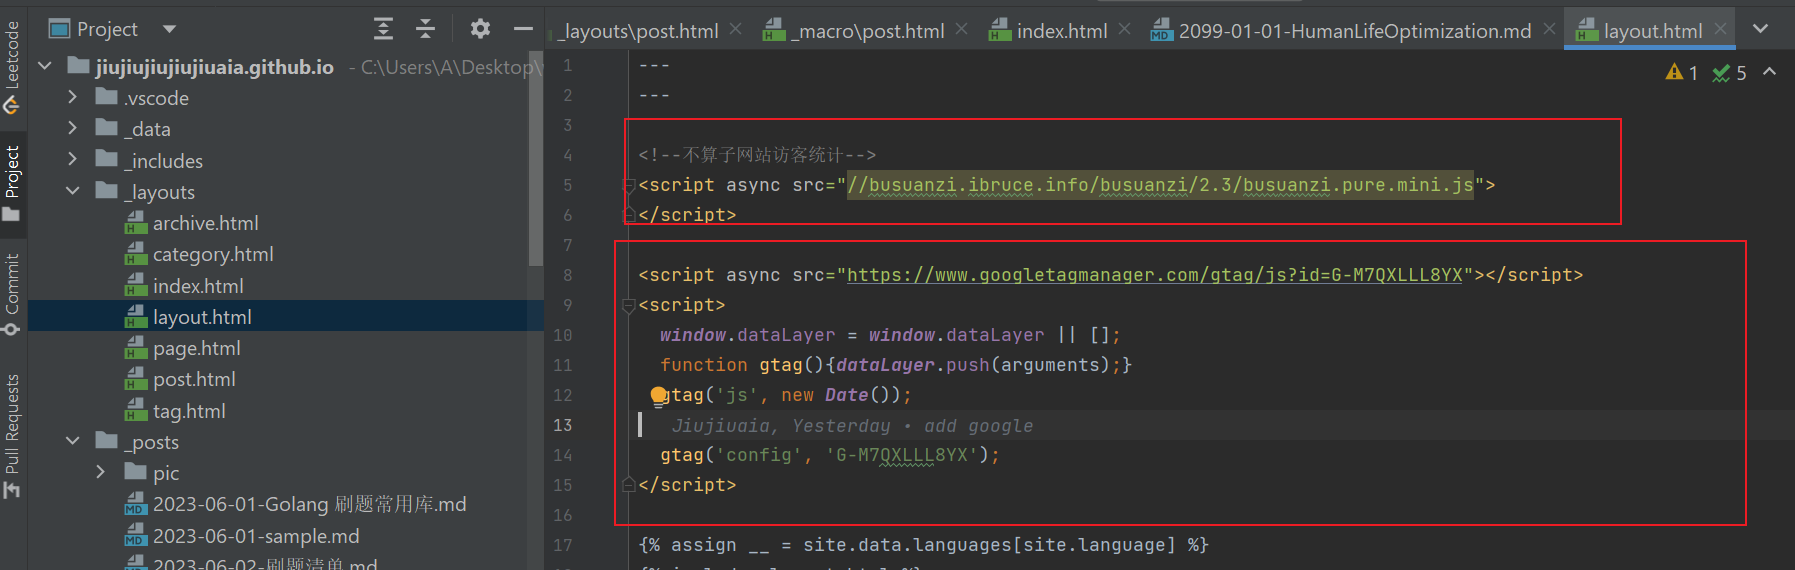 Leetcode
Project
Commit
Pull Requests
Project
jiujiujiujiujiuaia.github.io - C:\Users\A\Desktop\
.vscode
_data
_includes
_layouts
archive.html
category.html
index.html
layout.html
page.html
post.html
tag.html
_posts
pic
2023-06-01-Golang 刷题常用库.md
2023-06-01-sample.md
2023-06-02-刷题清单.md
_layouts\post.html
_macro\post.html
index.html
2099-01-01-HumanLifeOptimization.md
layout.html
1 5
1 ---
2 ---
3
4 <!--不算子网站访客统计-->
5 <script async src="//busuanzi.ibruce.info/busuanzi/2.3/busuanzi.pure.mini.js">
6 </script>
7
8 <script async src="https://www.googletagmanager.com/gtag/js?id=G-M7QXLLL8YX"></script>
9 <script>
10 window.dataLayer = window.dataLayer || [];
11 function gtag(){dataLayer.push(arguments);}
12 gtag('js', new Date());
13 Jiujiuaia, Yesterday • add google
14 gtag('config', 'G-M7QXLLL8YX');
15 </script>
16
17 {% assign __ = site.data.languages[site.language] %}